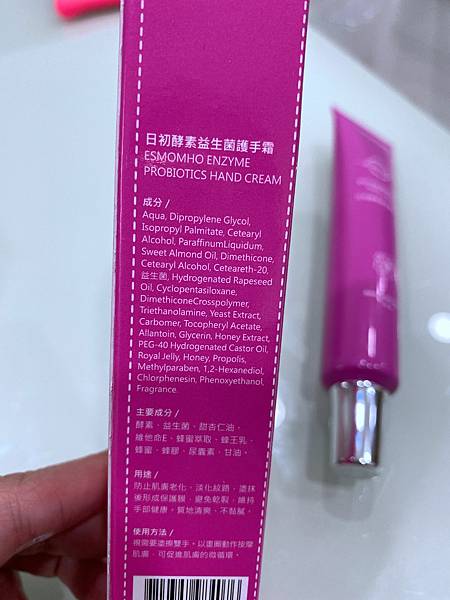 日初酵素益生菌護手霜
ESMOMHO ENZYME
PROBIOTICS HAND CREAM
成分/
Aqua, Dipropylene Glycol,
Isopropyl Palmitate, Cetearyl
Alcohol, ParaffinumLiquidum,
Sweet Almond Oil, Dimethicone,
Cetearyl Alcohol, Ceteareth-20,
益生菌, Hydrogenated Rapeseed
Oil, Cyclopentasiloxane,
DimethiconeCrosspolymer,
Triethanolamine, Yeast Extract,
Carbomer, Tocopheryl Acetate,
Allantoin, Glycerin, Honey Extract,
PEG-40 Hydrogenated Castor Oil,
Royal Jelly, Honey, Propolis,
Methylparaben, 1,2-Hexanediol,
Chlorphenesin, Phenoxyethanol,
Fragrance.
主要成分/
酵素、益生菌、甜杏仁油、
維他命E、蜂蜜萃取、蜂王乳、
蜂蜜、蜂膠、尿囊素、甘油。
用途/
防止肌膚老化、淡化紋路,塗抹
後形成保護膜,避免乾裂,維持
手部健康。質地清爽、不黏膩。
使用方法/
視需要塗擦雙手。以畫圈動作按摩
肌膚,可促進肌膚的微循環。